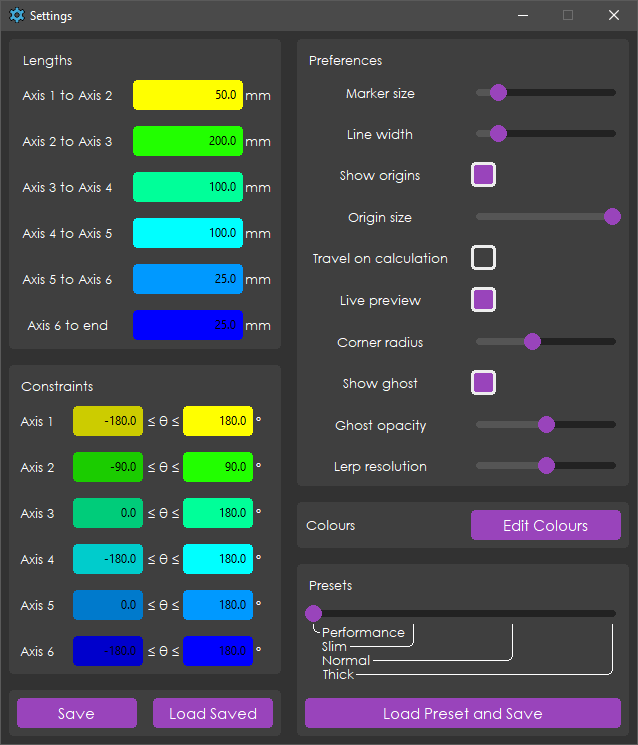 Settings
Lengths
Axis 1 to Axis 2 50.0 mm
Axis 2 to Axis 3 200.0 mm
Axis 3 to Axis 4 100.0 mm
Axis 4 to Axis 5 100.0 mm
Axis 5 to Axis 6 25.0 mm
Axis 6 to end 25.0 mm
Constraints
Axis 1 -180.0 ≤ θ ≤ 180.0 °
Axis 2 -90.0 ≤ θ ≤ 90.0 °
Axis 3 0.0 ≤ θ ≤ 180.0 °
Axis 4 -180.0 ≤ θ ≤ 180.0 °
Axis 5 0.0 ≤ θ ≤ 180.0 °
Axis 6 -180.0 ≤ θ ≤ 180.0 °
Save
Load Saved
Preferences
Marker size
Line width
Show origins
Origin size
Travel on calculation
Live preview
Corner radius
Show ghost
Ghost opacity
Lerp resolution
Colours
Edit Colours
Presets
Performance
Slim
Normal
Thick
Load Preset and Save